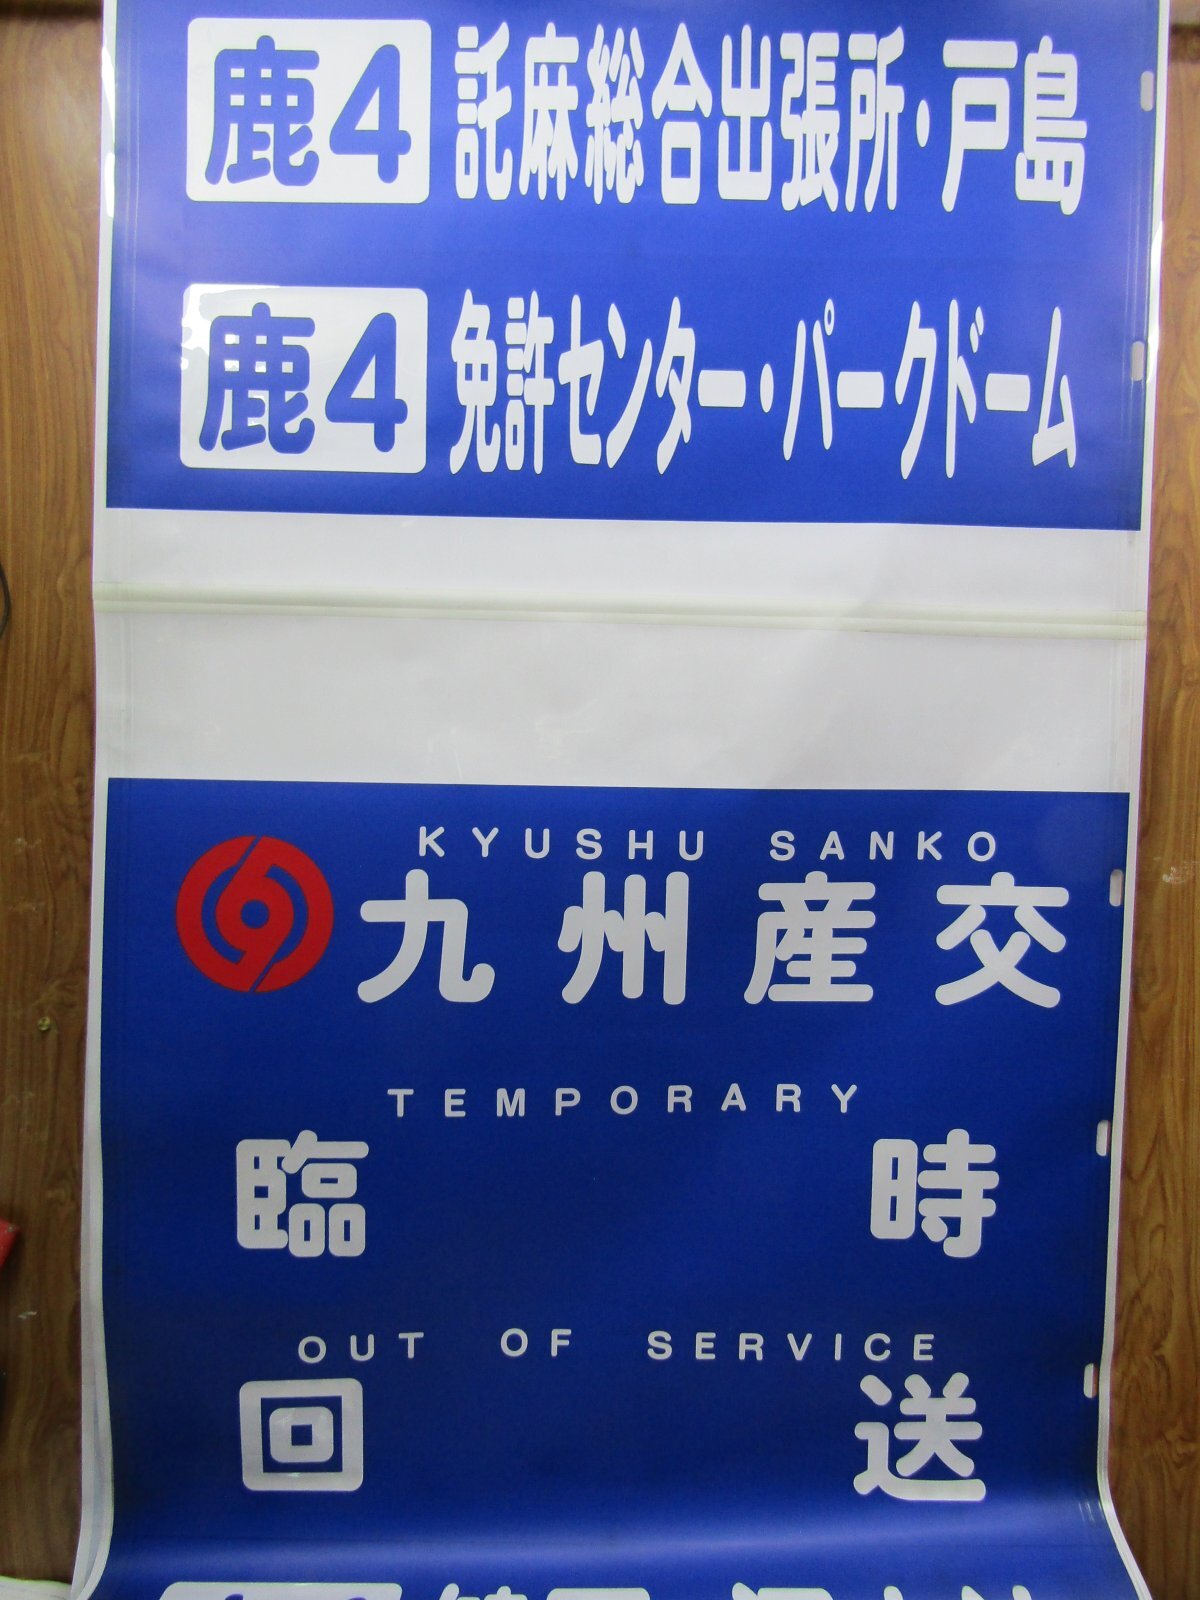 鹿4 託麻総合出張所・戸島
鹿4 免許センター・パークドーム
KYUSHU SANKO
九州産交
TEMPORARY
臨時
OUT OF SERVICE
回送